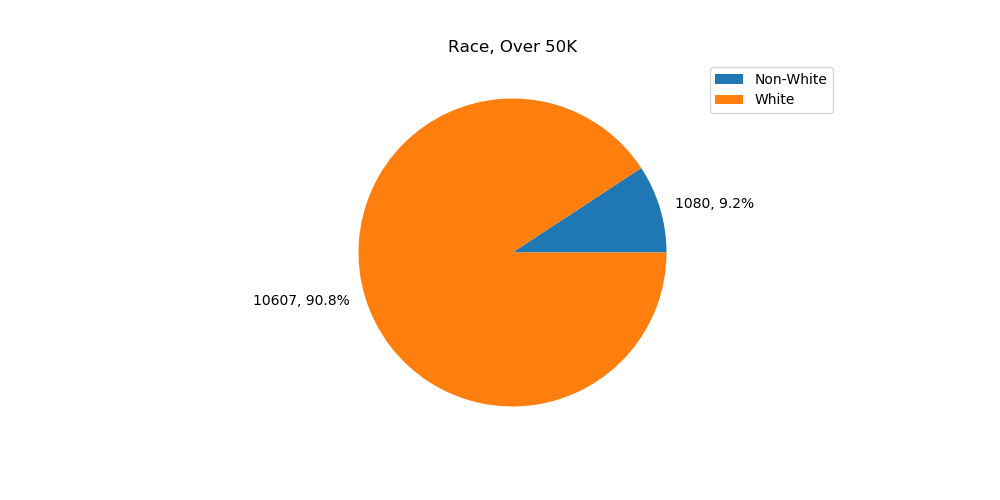 Race, Over 50K
Non-White
White
1080, 9.2%
10607, 90.8%